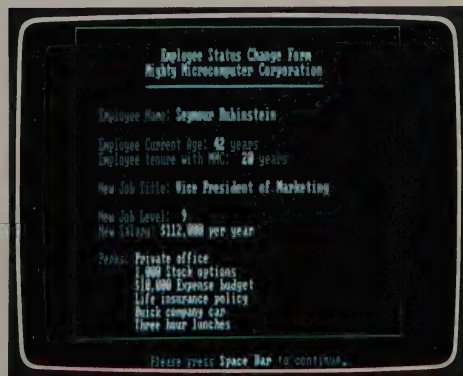 Employee Status Change Form
Mighty Microcomputer Corporation
Employee Name: Seymour Rubinstein
Employee Current Age: 42 years
Employee tenure with MMC: 20 years
New Job Title: Vice President of Marketing
New Job Level: 9
New Salary: $112,000 per year
Perks: Private office
1,000 Stock options
$10,000 Expense budget
Life insurance policy
Buick company car
Three hour lunches
Please press Space Bar to continue.